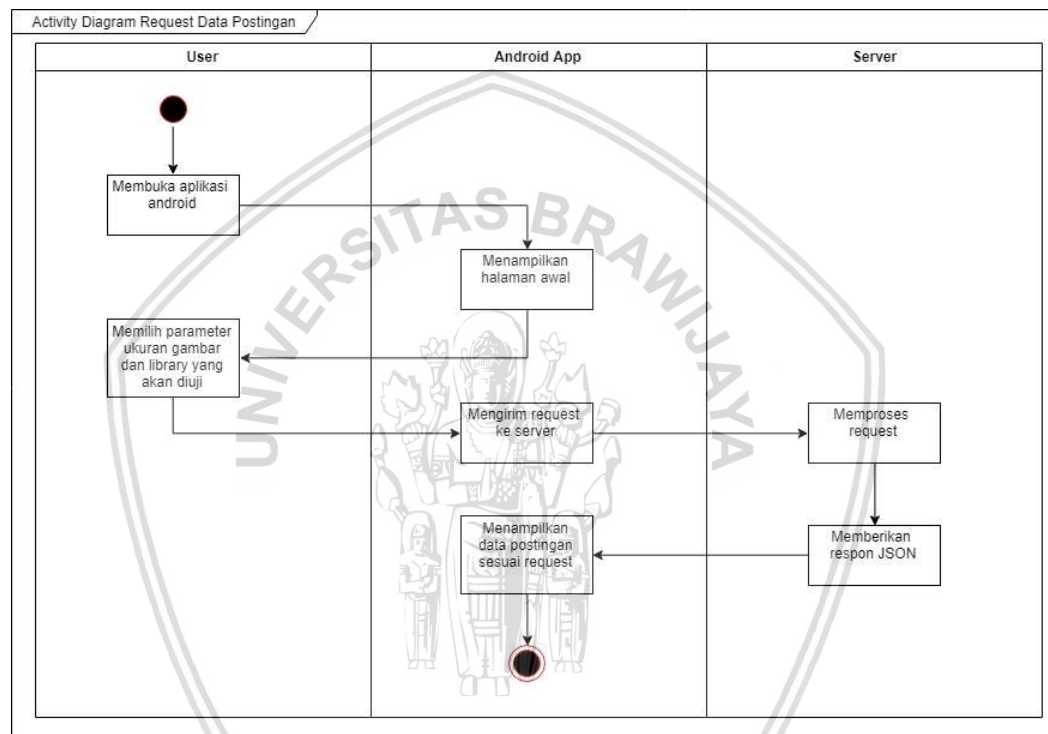 Activity Diagram Request Data Postingan
User
Android App
Server
Membuka aplikasi
android
Menampilkan
halaman awal
Memilih parameter
ukuran gambar
dan library yang
akan diuji
Mengirim request
ke server
Memproses
request
Memberikan
respon JSON
Menampilkan
data postingan
sesuai request
UNIVERSITAS BRAWIJAYA